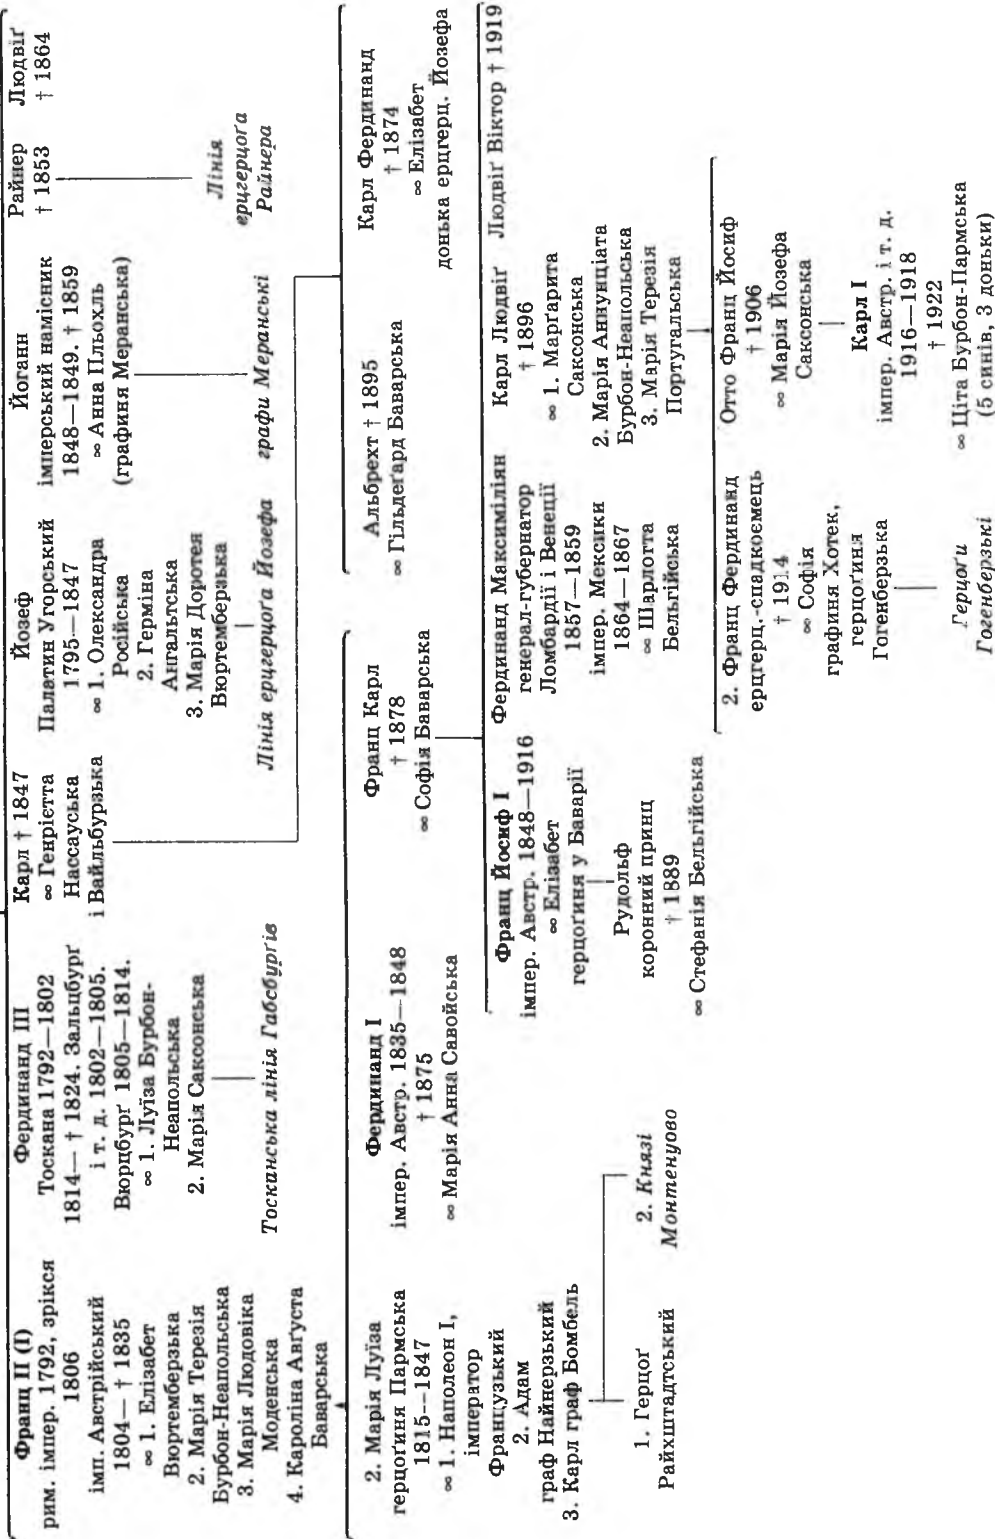 Франц II (I)
рим. імпер. 1792, зрікся
1806
імп. Австрійський
1804— † 1835
∞ 1. Елізабет
Вюртемберзька
2. Марія Терезія
Бурбон-Неапольська
3. Марія Людовіка
Моденська
4. Кароліна Авґуста
Баварська
Фердинанд III
Тоскана 1792—1802
1814— † 1824. Зальцбурґ
і т. д. 1802—1805.
Вюрцбурґ 1805—1814.
∞ 1. Луїза Бурбон-
Неапольська
2. Марія Саксонська
Тосканська лінія Габсбурґів
Карл † 1847
∞ Генрієтта
Нассауська
і Вайльбурзька
Йозеф
Палатин Угорський
1795—1847
∞ 1. Олександра
Російська
2. Герміна
Ангальтська
3. Марія Доротея
Вюртемберзька
Лінія ерцгерцоґа Йозефа
Йоганн
імперський намісник
1848—1849. † 1859
∞ Анна Пльохль
(графиня Меранська)
графи Меранські
Райнер
† 1853
Лінія
ерцгерцоґа
Райнера
Людвіґ
† 1864
2. Марія Луїза
герцоґиня Пармська
1815--1847
∞ 1. Наполеон I,
імператор
Французький
2. Адам
граф Найнерзький
3. Карл граф Бомбель
1. Герцоґ
Райхштадтський
2. Князі
Монтенуово
Фердинанд I
імпер. Австр. 1835—1848
† 1875
∞ Марія Анна Савойська
Франц Карл
† 1878
∞ Софія Баварська
Альбрехт † 1895
∞ Гільдеґард Баварська
Карл Фердинанд
† 1874
∞ Елізабет
донька ерцгерц. Йозефа
Франц Йосиф I
імпер. Австр. 1848—1916
∞ Елізабет
герцоґиня у Баварії
Рудольф
коронний принц
† 1889
∞ Стефанія Бельґійська
Фердинанд Максиміліян
генерал-губернатор
Ломбардії і Венеції
1857—1859
імпер. Мексики
1864—1867
∞ Шарлотта
Бельґійська
Карл Людвіґ
† 1896
∞ 1. Марґарита
Саксонська
2. Марія Аннунціата
Бурбон-Неапольська
3. Марія Терезія
Португальська
Людвіґ Віктор † 1919
2. Франц Фердинанд
ерцгерц.-спадкоємець
† 1914
∞ Софія
графиня Хотек,
герцоґиня
Гогенберзька
Герцоґи
Гогенберзькі
Отто Франц Йосиф
† 1906
∞ Марія Йозефа
Саксонська
Карл I
імпер. Австр. і т. д.
1916—1918
† 1922
∞ Ціта Бурбон-Пармська
(5 синів, 3 доньки)